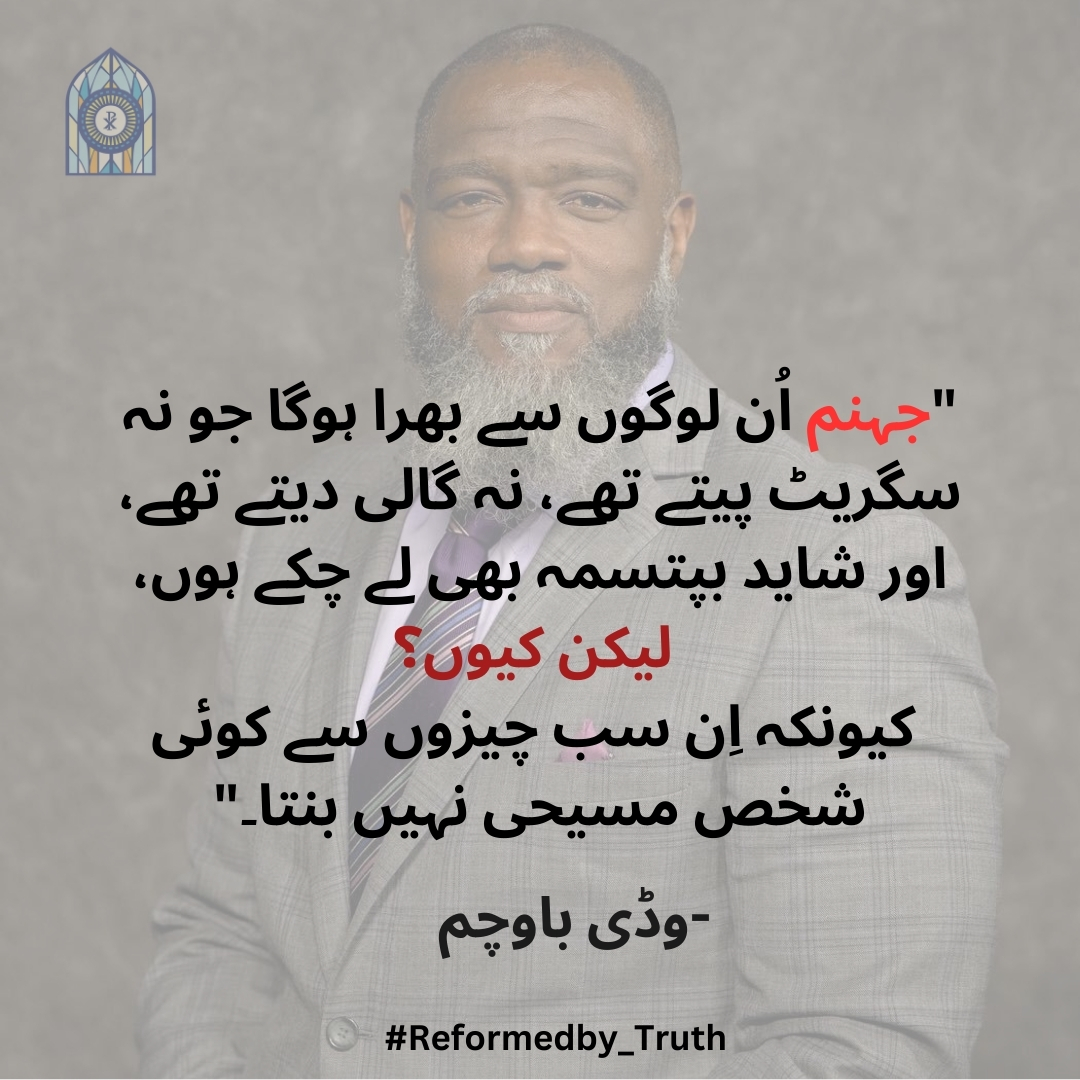 "جہنم اُن لوگوں سے بھرا ہوگا جو نہ
سگریٹ پیتے تھے، نہ گالی دیتے تھے،
اور شاید بپتسمہ بھی لے چکے ہوں،
لیکن کیوں؟
کیونکہ اِن سب چیزوں سے کوئی
شخص مسیحی نہیں بنتا۔"
-وڈی باوچم
#Reformedby_Truth